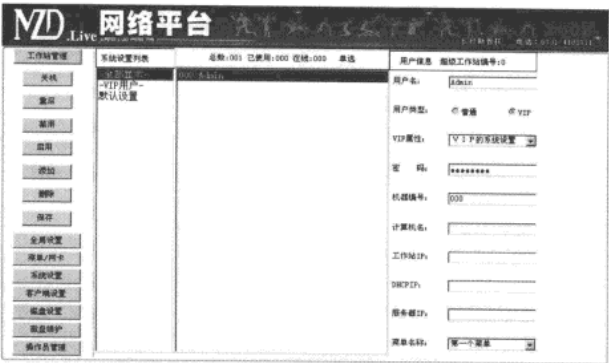 MZD.Live 网络平台
工作站管理
关机
重启
禁用
启用
添加
删除
保存
全局设置
菜单/网卡
系统设置
客户端设置
磁盘设置
磁盘维护
操作员管理
系统设置列表
-VIP用户-
默认设置
总数:001 已使用:000 在线:000 单选
000 Admin
用户信息 超级工作站编号:0
用户名: Admin
用户类型: 普通 VIP
VIP属性: VIP的系统设置
密 码: ********
机器编号: 000
计算机名:
工作站IP:
DHCPIP:
服务器IP:
菜单名称: 第一个菜单